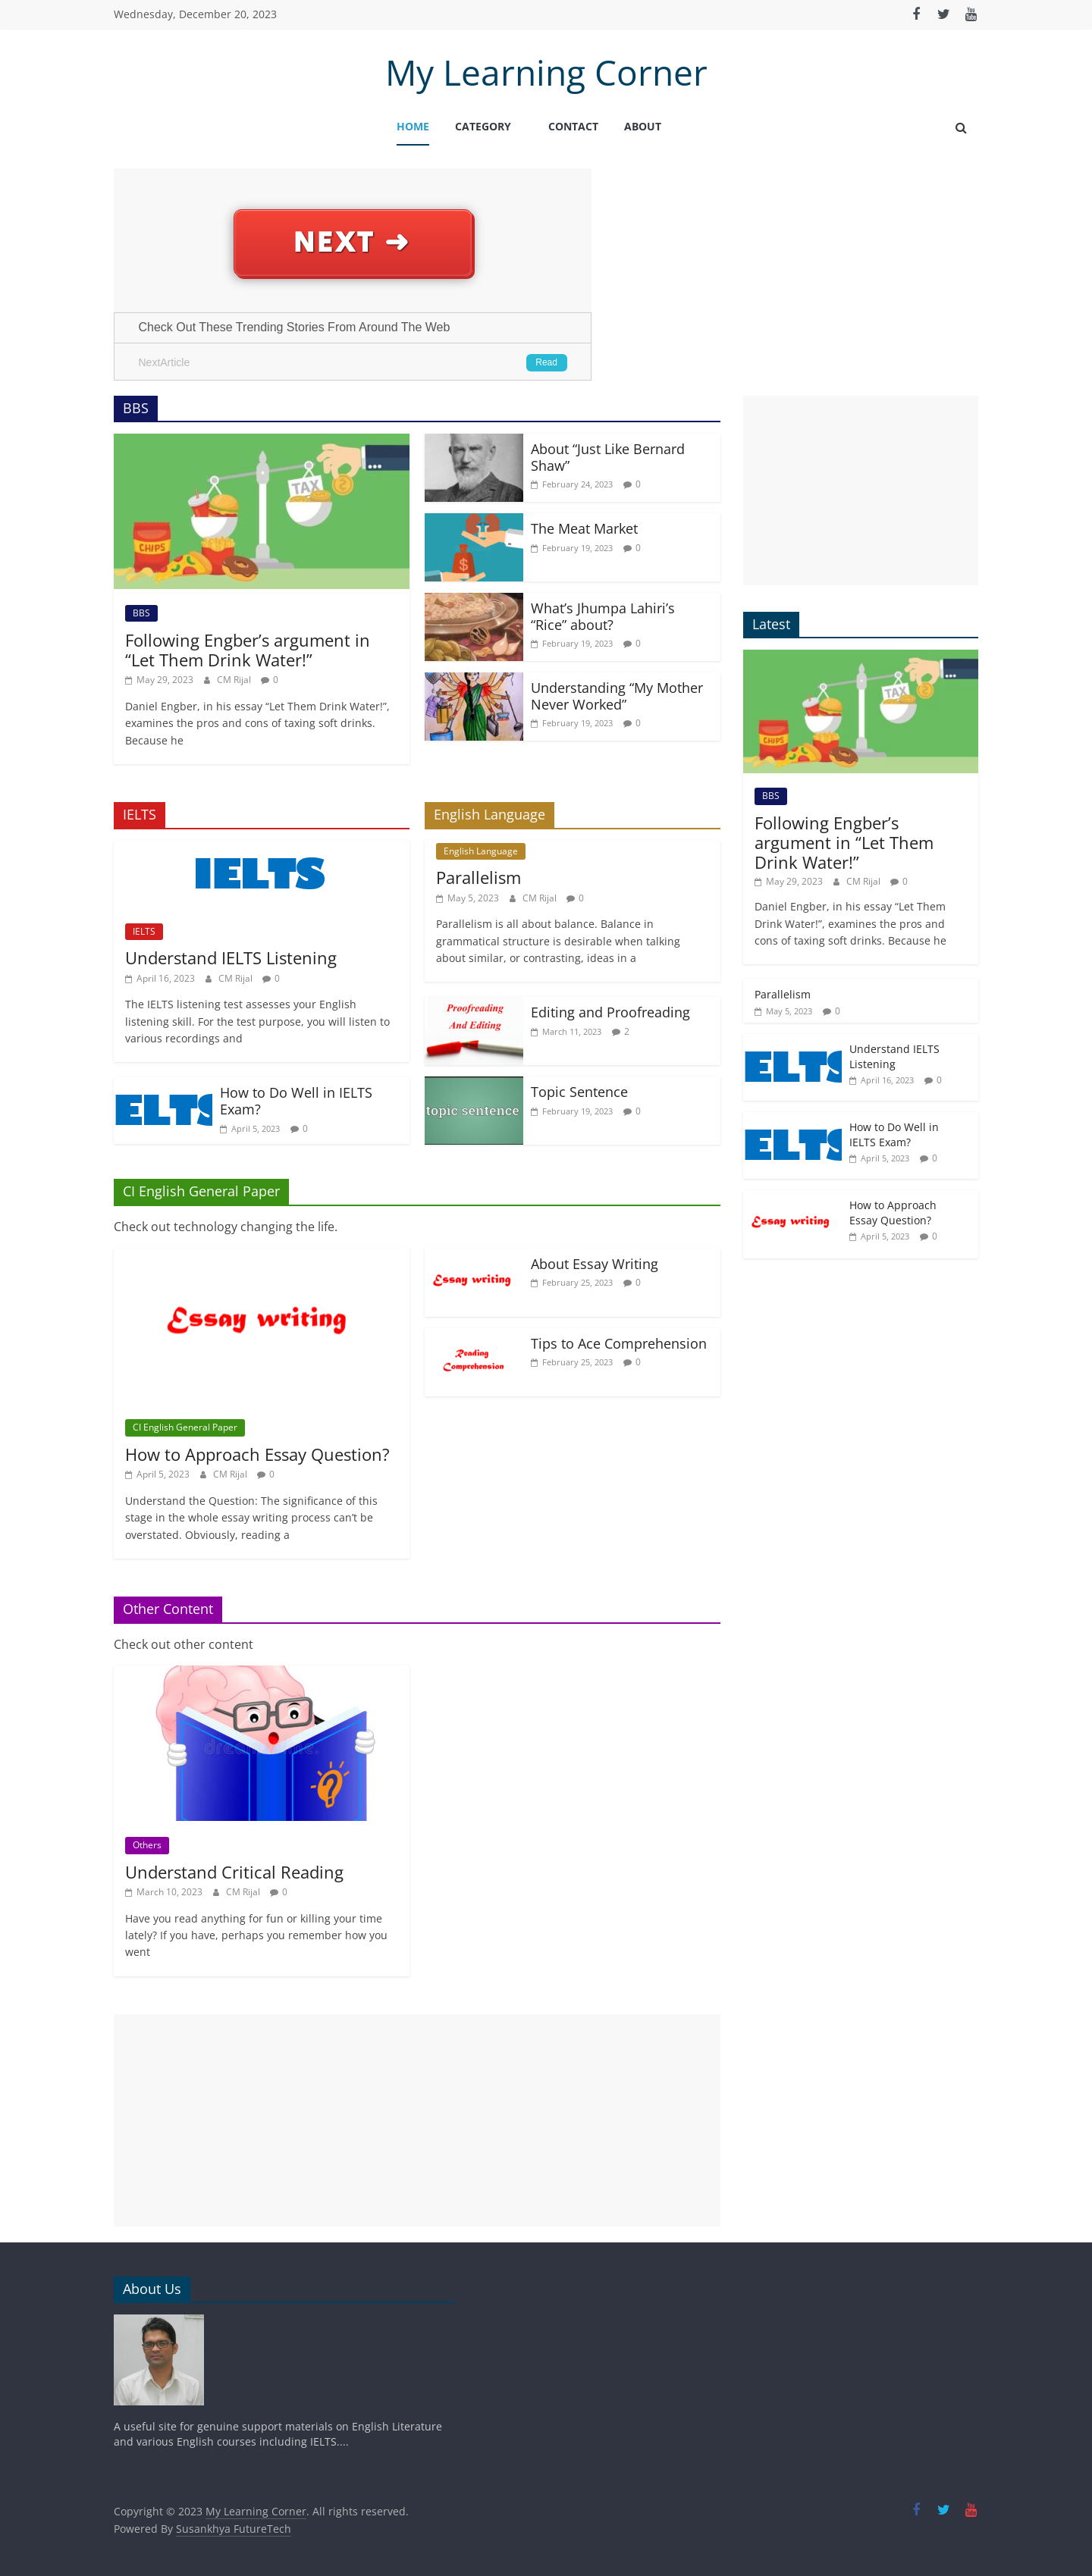 Wednesday, December 20, 2023
My Learning Corner
HOME
CATEGORY
CONTACT
ABOUT
NEXT ➜
Check Out These Trending Stories From Around The Web
NextArticle
Read
BBS
TAX
CHIPS
BBS
Following Engber’s argument in
“Let Them Drink Water!”
May 29, 2023 CM Rijal 0
Daniel Engber, in his essay “Let Them Drink Water!”,
examines the pros and cons of taxing soft drinks.
Because he
About “Just Like Bernard
Shaw”
February 24, 2023 0
The Meat Market
February 19, 2023 0
What’s Jhumpa Lahiri’s
“Rice” about?
February 19, 2023 0
Understanding “My Mother
Never Worked”
February 19, 2023 0
IELTS
IELTS
IELTS
Understand IELTS Listening
April 16, 2023 CM Rijal 0
The IELTS listening test assesses your English
listening skill. For the test purpose, you will listen to
various recordings and
ELTS
How to Do Well in IELTS
Exam?
April 5, 2023 0
English Language
English Language
Parallelism
May 5, 2023 CM Rijal 0
Parallelism is all about balance. Balance in
grammatical structure is desirable when talking
about similar, or contrasting, ideas in a
Proofreading
And Editing
Editing and Proofreading
March 11, 2023 2
topic sentence
Topic Sentence
February 19, 2023 0
CI English General Paper
Check out technology changing the life.
Essay writing
CI English General Paper
How to Approach Essay Question?
April 5, 2023 CM Rijal 0
Understand the Question: The significance of this
stage in the whole essay writing process can’t be
overstated. Obviously, reading a
Essay writing
About Essay Writing
February 25, 2023 0
Reading
Comprehension
Tips to Ace Comprehension
February 25, 2023 0
Other Content
Check out other content
Others
Understand Critical Reading
March 10, 2023 CM Rijal 0
Have you read anything for fun or killing your time
lately? If you have, perhaps you remember how you
went
Latest
TAX
CHIPS
BBS
Following Engber’s
argument in “Let Them
Drink Water!”
May 29, 2023 CM Rijal 0
Daniel Engber, in his essay “Let Them
Drink Water!”, examines the pros and
cons of taxing soft drinks. Because he
Parallelism
May 5, 2023 0
ELTS
Understand IELTS
Listening
April 16, 2023 0
ELTS
How to Do Well in
IELTS Exam?
April 5, 2023 0
Essay writing
How to Approach
Essay Question?
April 5, 2023 0
About Us
A useful site for genuine support materials on English Literature
and various English courses including IELTS....
Copyright © 2023 My Learning Corner. All rights reserved.
Powered By Susankhya FutureTech